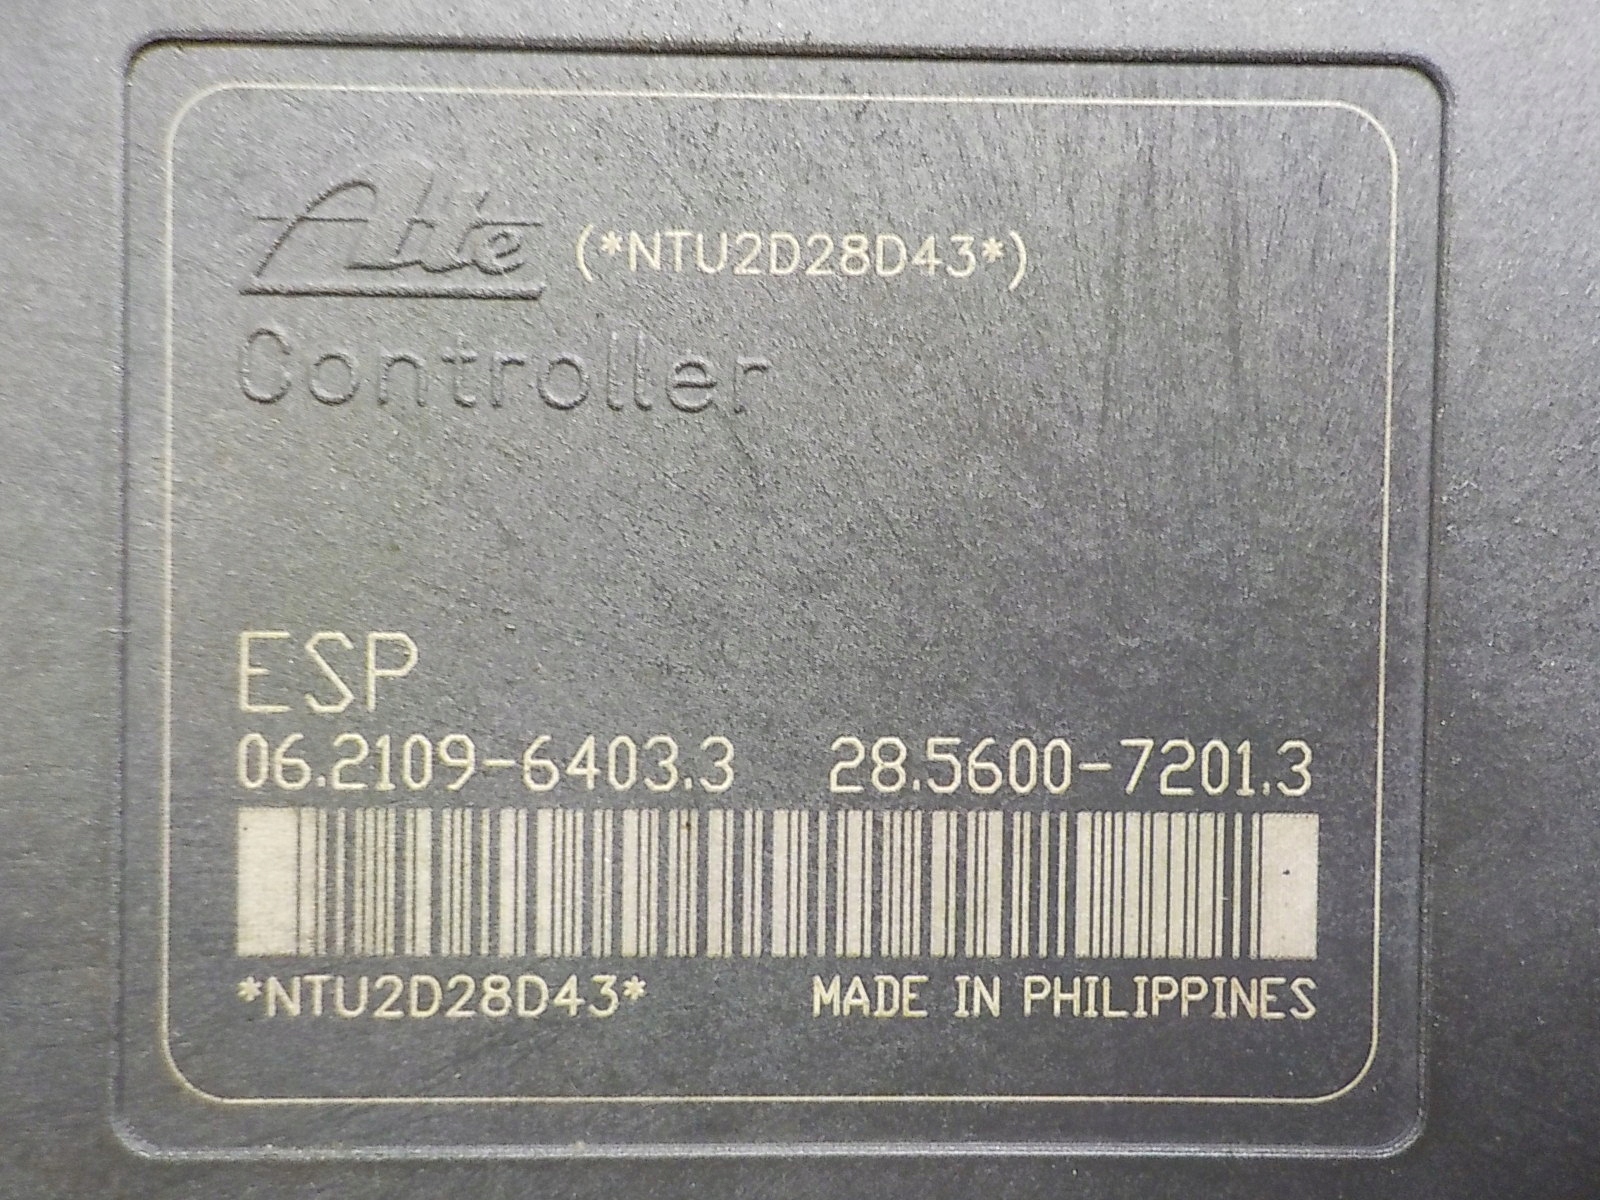 Ate (*NTU2D28D43*)
Controller
ESP
06.2109-6403.3 28.5600-7201.3
*NTU2D28D43* MADE IN PHILIPPINES